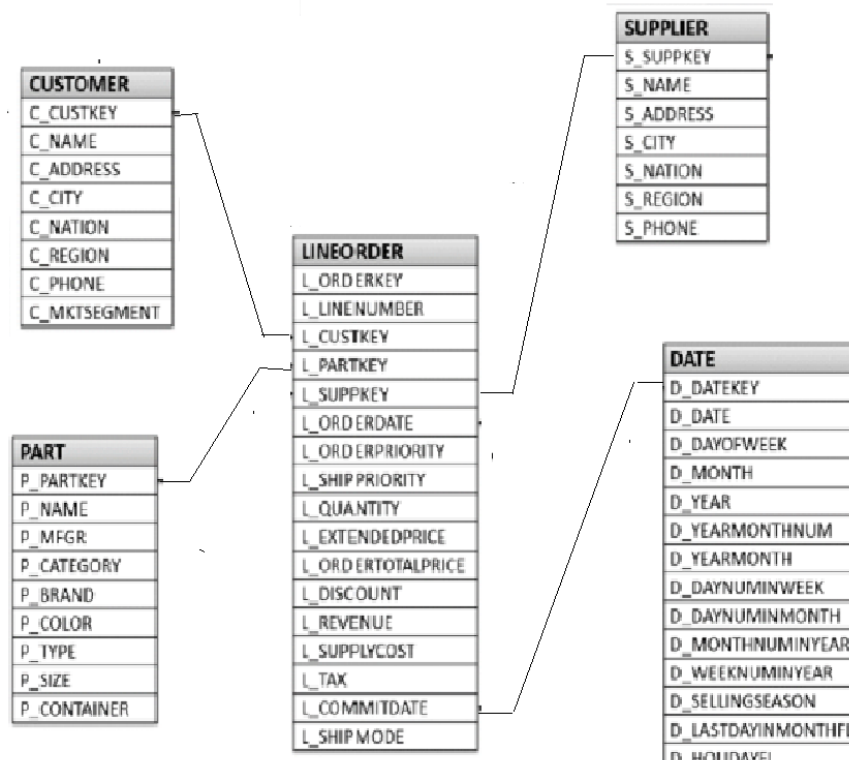 CUSTOMER
C_CUSTKEY
C_NAME
C_ADDRESS
C_CITY
C_NATION
C_REGION
C_PHONE
C_MKTSEGMENT
SUPPLIER
S_SUPPKEY
S_NAME
S_ADDRESS
S_CITY
S_NATION
S_REGION
S_PHONE
LINEORDER
L_ORDERKEY
L_LINENUMBER
L_CUSTKEY
L_PARTKEY
L_SUPPKEY
L_ORDERDATE
L_ORDERPRIORITY
L_SHIPPRIORITY
L_QUANTITY
L_EXTENDEDPRICE
L_ORDERTOTALPRICE
L_DISCOUNT
L_REVENUE
L_SUPPLYCOST
L_TAX
L_COMMITDATE
L_SHIPMODE
PART
P_PARTKEY
P_NAME
P_MFGR
P_CATEGORY
P_BRAND
P_COLOR
P_TYPE
P_SIZE
P_CONTAINER
DATE
D_DATEKEY
D_DATE
D_DAYOFWEEK
D_MONTH
D_YEAR
D_YEARMONTHNUM
D_YEARMONTH
D_DAYNUMINWEEK
D_DAYNUMINMONTH
D_MONTHNUMINYEAR
D_WEEKNUMINYEAR
D_SELLINGSEASON